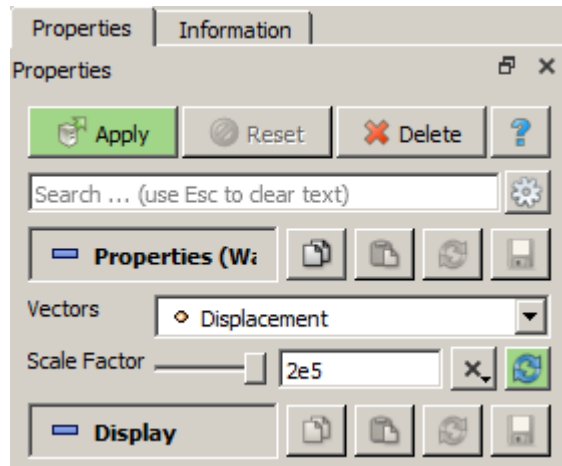 Properties Information
Properties
Apply Reset Delete ?
Search ... (use Esc to clear text)
Properties (Wa
Vectors Displacement
Scale Factor 2e5
Display